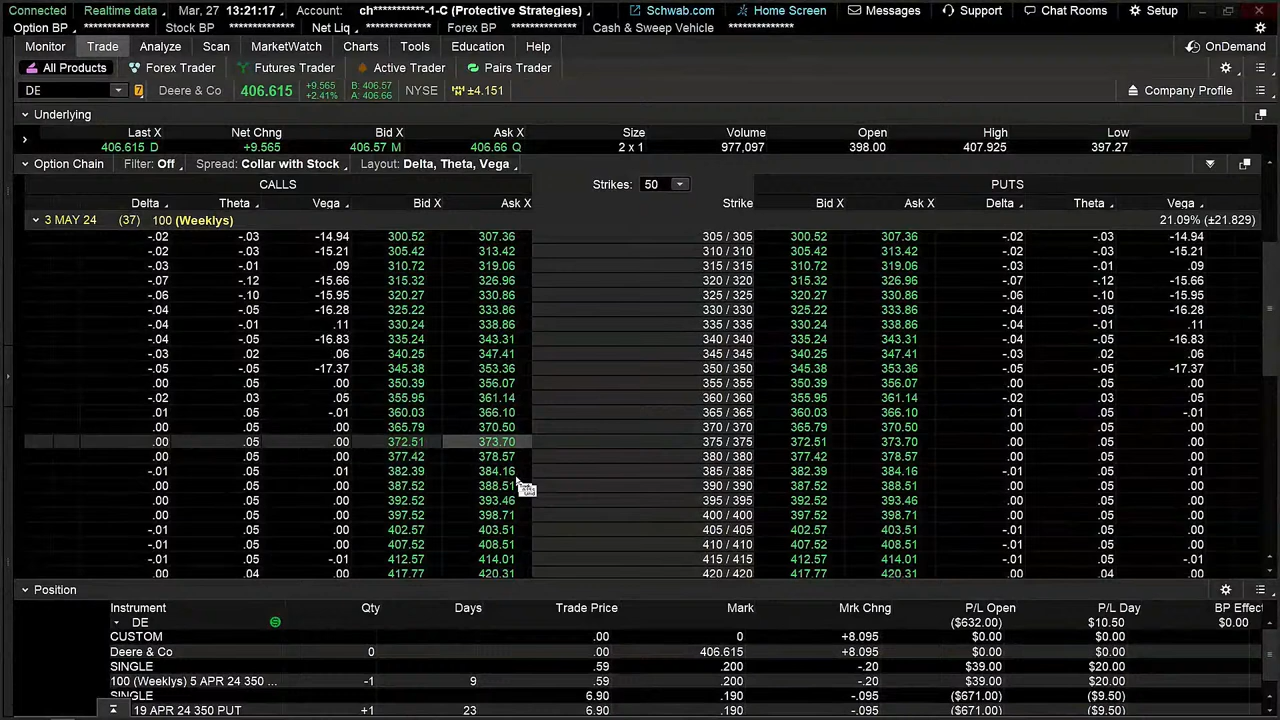 Connected Realtime data Mar. 27 13:21:17 Account: ch**********-1-C (Protective Strategies) Schwab.com Home Screen Messages Support Chat Rooms Setup
Option BP ************* Stock BP ************* Net Liq ************* Forex BP ************* Cash & Sweep Vehicle *************
Monitor Trade Analyze Scan MarketWatch Charts Tools Education Help OnDemand
All Products Forex Trader Futures Trader Active Trader Pairs Trader
DE 7 Deere & Co 406.615 +9.565 +2.41% B: 406.57 A: 406.66 NYSE ±4.151 Company Profile
Underlying
Last X Net Chng Bid X Ask X Size Volume Open High Low
406.615 D +9.565 406.57 M 406.66 Q 2 x 1 977,097 398.00 407.925 397.27
Option Chain Filter: Off Spread: Collar with Stock Layout: Delta, Theta, Vega
CALLS Strikes: 50 PUTS
Delta Theta Vega Bid X Ask X Strike Bid X Ask X Delta Theta Vega
3 MAY 24 (37) 100 (Weeklys) 21.09% (±21.829)
-.02 -.03 -14.94 300.52 307.36 305 / 305 300.52 307.36 -.02 -.03 -14.94
-.02 -.03 -15.21 305.42 313.42 310 / 310 305.42 313.42 -.02 -.03 -15.21
-.03 -.01 .09 310.72 319.06 315 / 315 310.72 319.06 -.03 -.01 .09
-.07 -.12 -15.66 315.32 326.96 320 / 320 315.32 326.96 -.07 -.12 -15.66
-.06 -.10 -15.95 320.27 330.86 325 / 325 320.27 330.86 -.06 -.10 -15.95
-.04 -.05 -16.28 325.22 333.86 330 / 330 325.22 333.86 -.04 -.05 -16.28
-.04 -.01 .11 330.24 338.86 335 / 335 330.24 338.86 -.04 -.01 .11
-.04 -.05 -16.83 335.25 343.31 340 / 340 335.25 343.31 -.04 -.05 -16.83
-.03 .02 .06 340.25 347.41 345 / 345 340.25 347.41 -.03 .02 .06
-.05 -.05 -17.37 345.38 353.36 350 / 350 345.38 353.36 -.05 -.05 -17.37
.00 .05 .00 350.39 356.07 355 / 355 350.39 356.07 .00 .05 .00
-.02 .03 .05 355.95 361.14 360 / 360 355.95 361.14 -.02 .03 .05
.01 .05 -.01 360.03 366.10 365 / 365 360.03 366.10 .01 .05 -.01
.00 .05 .00 365.79 370.50 370 / 370 365.79 370.50 .00 .05 .00
.00 .05 .00 372.51 373.70 375 / 375 372.51 373.70 .00 .05 .00
.00 .05 .00 377.42 378.57 380 / 380 377.42 378.57 .00 .05 .00
-.01 .05 .01 382.39 384.16 385 / 385 382.39 384.16 -.01 .05 .01
.00 .05 .00 387.52 388.51 390 / 390 387.52 388.51 .00 .05 .00
.00 .05 .00 392.52 393.46 395 / 395 392.52 393.46 .00 .05 .00
.00 .05 .00 397.52 398.71 400 / 400 397.52 398.71 .00 .05 .00
-.01 .05 .00 402.57 403.51 405 / 405 402.57 403.51 -.01 .05 .00
.00 .05 .00 407.52 408.51 410 / 410 407.52 408.51 -.01 .05 .00
-.01 .05 .00 412.57 414.01 415 / 415 412.57 414.01 -.01 .05 .00
.00 .04 .00 417.77 420.31 420 / 420 417.77 420.31 .00 .04 .00
Position
Instrument Qty Days Trade Price Mark Mrk Chng P/L Open P/L Day BP Effect
DE ($632.00) $10.50 $0.00
CUSTOM .00 0 +8.095 $0.00 $0.00
Deere & Co 0 .00 406.615 +8.095 $0.00 $0.00
SINGLE .59 .200 -.20 $39.00 $20.00
100 (Weeklys) 5 APR 24 350 ... -1 9 .59 .200 -.20 $39.00 $20.00
SINGLE 6.90 .190 -.095 ($671.00) ($9.50)
19 APR 24 350 PUT +1 23 6.90 .190 -.095 ($671.00) ($9.50)